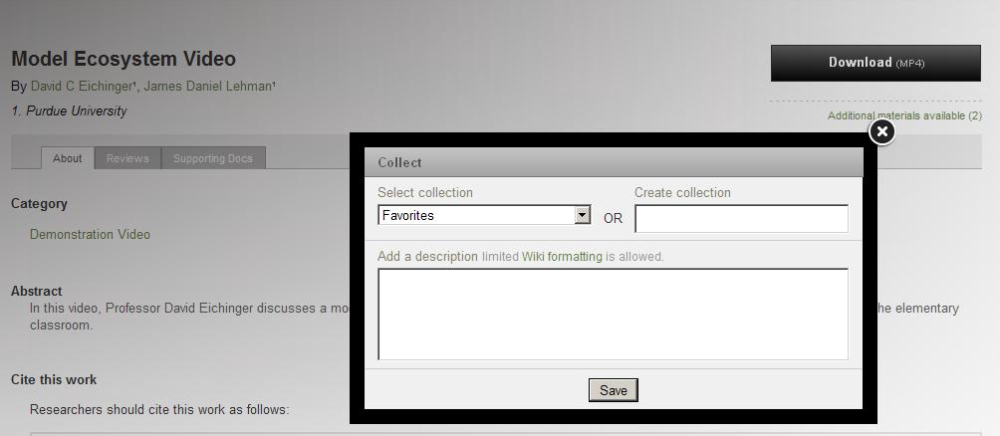 Model Ecosystem Video
Download (MP4)
By David C Eichinger¹, James Daniel Lehman¹
1. Purdue University
Additional materials available (2)
About Reviews Supporting Docs
Collect
Select collection Create collection
Favorites OR
Category
Demonstration Video
Add a description limited Wiki formatting is allowed.
Abstract
In this video, Professor David Eichinger discusses a mo he elementary
classroom.
Cite this work
Save
Researchers should cite this work as follows: